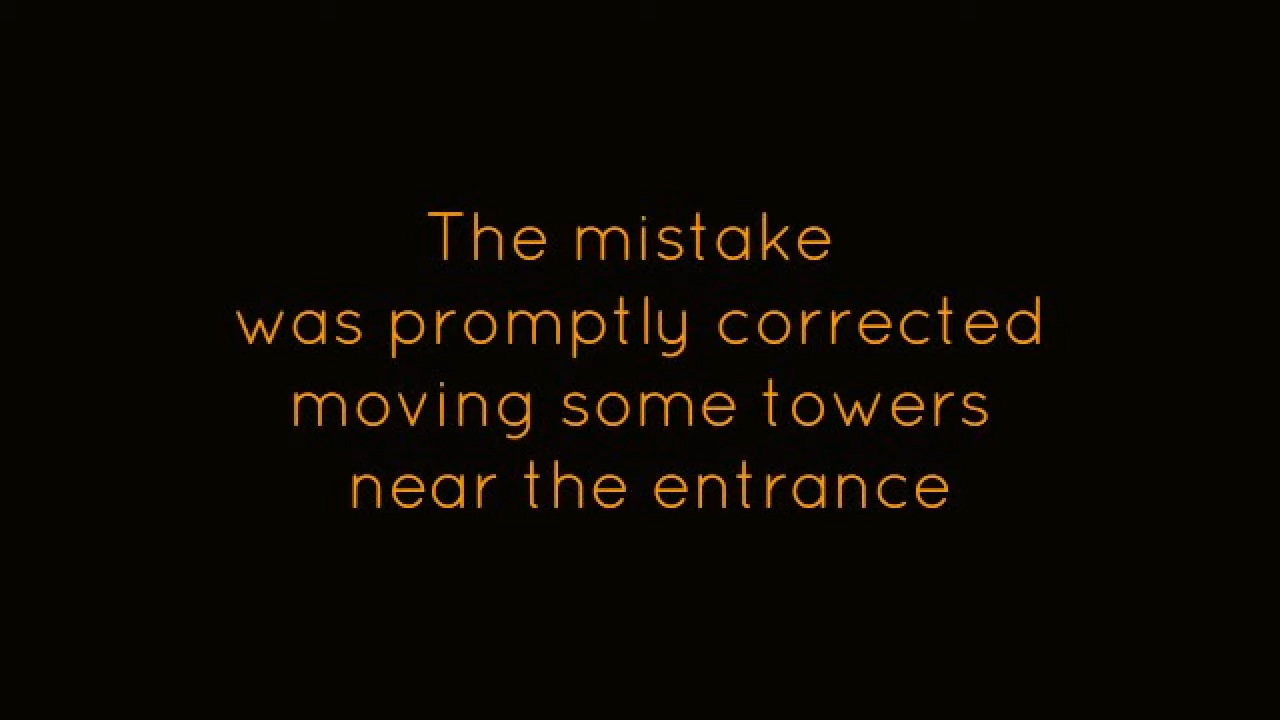 The mistake
was promptly corrected
moving some towers
near the entrance